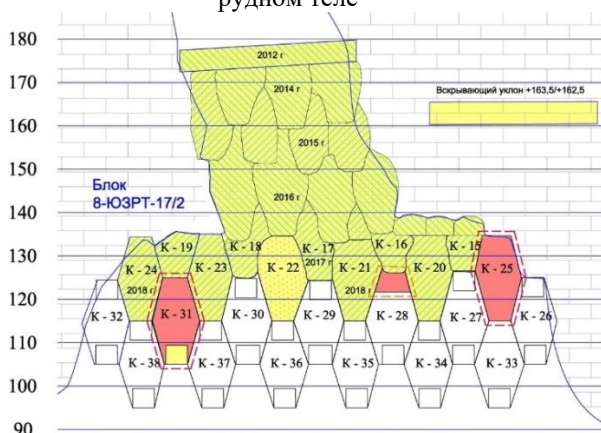 рудном теле
180
170
160
150
140
130
120
110
100
90
2012 г
2014 г
2015 г
2016 г
Вскрывающий уклон +163,5/+162,5
Блок
8-ЮЗРТ-17/2
К - 19
К - 18
К - 17
К - 16
К - 15
К - 24
К - 23
К - 22
2017 г
К - 21
К - 20
К - 25
2018 г
2018 г
К - 32
К - 31
К - 30
К - 29
К - 28
К - 27
К - 26
К - 38
К - 37
К - 36
К - 35
К - 34
К - 33